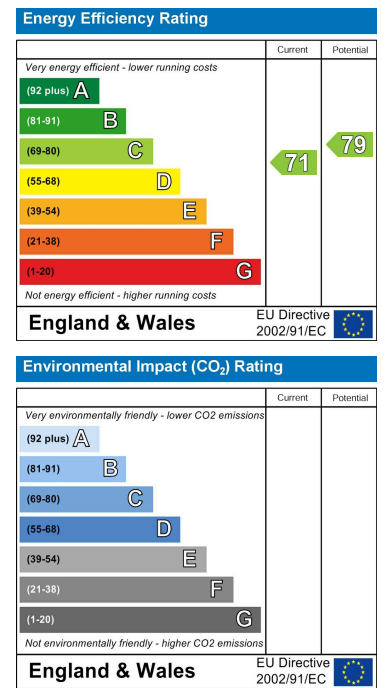 Energy Efficiency Rating
Current Potential
Very energy efficient - lower running costs
(92 plus) A
(81-91) B
(69-80) C
(55-68) D
(39-54) E
(21-38) F
(1-20) G
71
79
Not energy efficient - higher running costs
England & Wales
EU Directive
2002/91/EC
Environmental Impact (CO₂) Rating
Current Potential
Very environmentally friendly - lower CO2 emissions
(92 plus) A
(81-91) B
(69-80) C
(55-68) D
(39-54) E
(21-38) F
(1-20) G
Not environmentally friendly - higher CO2 emissions
England & Wales
EU Directive
2002/91/EC